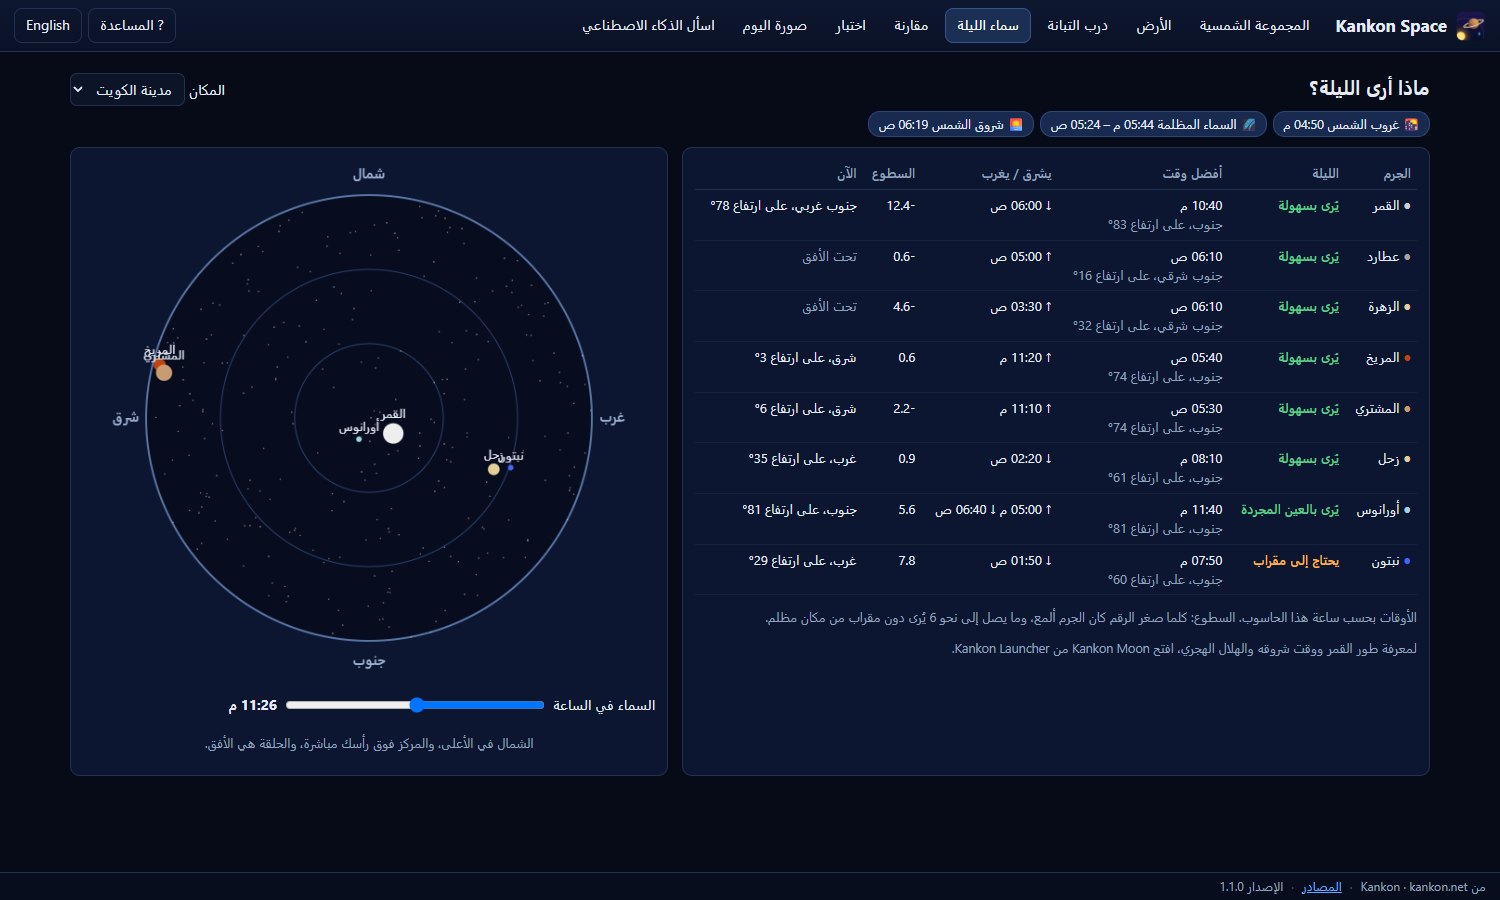 Kankon Space
المجموعة الشمسية
الأرض
درب التبانة
سماء الليلة
مقارنة
اختبار
صورة اليوم
اسأل الذكاء الاصطناعي
? المساعدة
English
ماذا أرى الليلة؟
المكان
مدينة الكويت
غروب الشمس 04:50 م
السماء المظلمة 05:44 م – 05:24 ص
شروق الشمس 06:19 ص
الجرم الليلة أفضل وقت يشرق / يغرب السطوع الآن
القمر يُرى بسهولة 10:40 م ↓ 06:00 ص -12.4 جنوب غربي، على ارتفاع 78°
جنوب، على ارتفاع 83°
عطارد يُرى بسهولة 06:10 ص ↑ 05:00 ص -0.6 تحت الأفق
جنوب شرقي، على ارتفاع 16°
الزهرة يُرى بسهولة 06:10 ص ↑ 03:30 ص -4.6 تحت الأفق
جنوب شرقي، على ارتفاع 32°
المريخ يُرى بسهولة 05:40 ص ↑ 11:20 م 0.6 شرق، على ارتفاع 3°
جنوب، على ارتفاع 74°
المشتري يُرى بسهولة 05:30 ص ↑ 11:10 م -2.2 شرق، على ارتفاع 6°
جنوب، على ارتفاع 74°
زحل يُرى بسهولة 08:10 م ↓ 02:20 ص 0.9 غرب، على ارتفاع 35°
جنوب، على ارتفاع 61°
أورانوس يُرى بالعين المجردة 11:40 م ↑ 05:00 م ↓ 06:40 ص 5.6 جنوب، على ارتفاع 81°
جنوب، على ارتفاع 81°
نبتون يحتاج إلى مقراب 07:50 م ↓ 01:50 ص 7.8 غرب، على ارتفاع 29°
جنوب، على ارتفاع 60°
الأوقات بحسب ساعة هذا الحاسوب. السطوع: كلما صغر الرقم كان الجرم ألمع، وما يصل إلى نحو 6 يُرى دون مقراب من مكان مظلم.
لمعرفة طور القمر ووقت شروقه والهلال الهجري، افتح Kankon Moon من Kankon Launcher.
شمال
المريخ
المشتري
شرق
غرب
القمر
أورانوس
زحل
نبتون
جنوب
السماء في الساعة
11:26 م
الشمال في الأعلى، والمركز فوق رأسك مباشرة، والحلقة هي الأفق.
من Kankon · kankon.net · المصادر · الإصدار 1.1.0